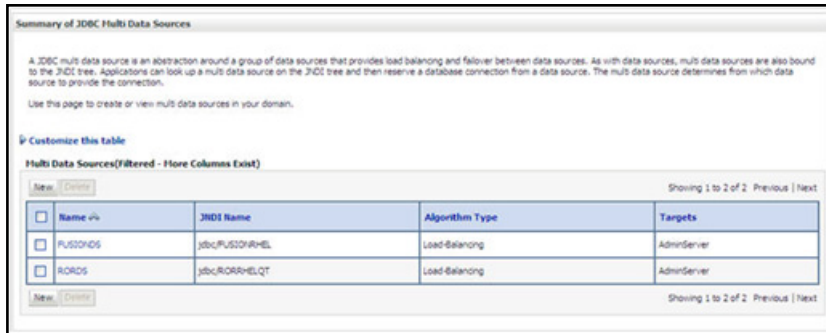 Summary of JDBC Multi Data Sources
A JDBC multi data source is an abstraction around a group of data sources that provides load balancing and failover between data sources. As with data sources, multi data sources are also bound
to the JNDI tree. Applications can look up a multi data source on the JNDI tree and then reserve a database connection from a data source. The multi data source determines from which data
source to provide the connection.
Use this page to create or view multi data sources in your domain.
Customize this table
Multi Data Sources(Filtered - More Columns Exist)
New Delete Showing 1 to 2 of 2 Previous | Next
Name JNDI Name Algorithm Type Targets
FUSIONDS jdbc/FUSIONRHEL Load-Balancing AdminServer
RORDS jdbc/RORRHELQT Load-Balancing AdminServer
New Delete Showing 1 to 2 of 2 Previous | Next